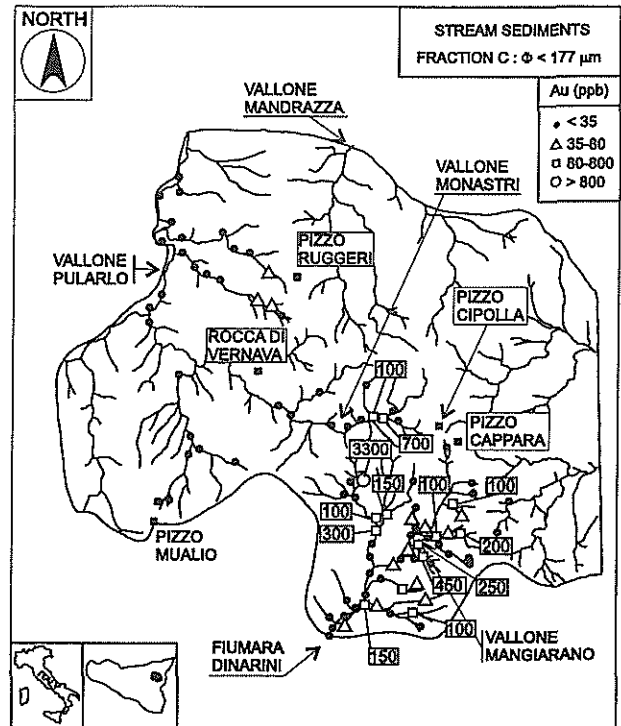 NORTH
STREAM SEDIMENTS
FRACTION C : Φ < 177 μm
Au (ppb)
< 35
35-80
80-800
> 800
VALLONE
MANDRAZZA
VALLONE
MONASTRI
PIZZO
RUGGERI
VALLONE
PULARLO
PIZZO
CIPOLLA
ROCCA DI
VERNAVA
100
PIZZO
CAPPARA
700
3300
150
100
100
100
300
PIZZO
MUALIO
200
250
450
100
150
VALLONE
MANGIARANO
FIUMARA
DINARINI